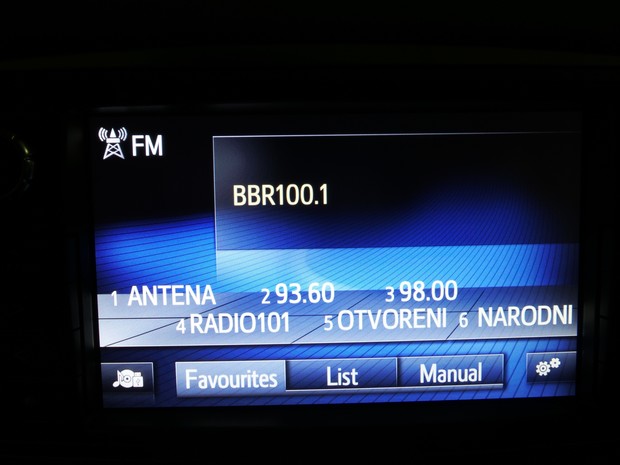 FM
BBR100.1
1 ANTENA 2 93.60 3 98.00
4 RADIO101 5 OTVORENI 6 NARODNI
Favourites List Manual